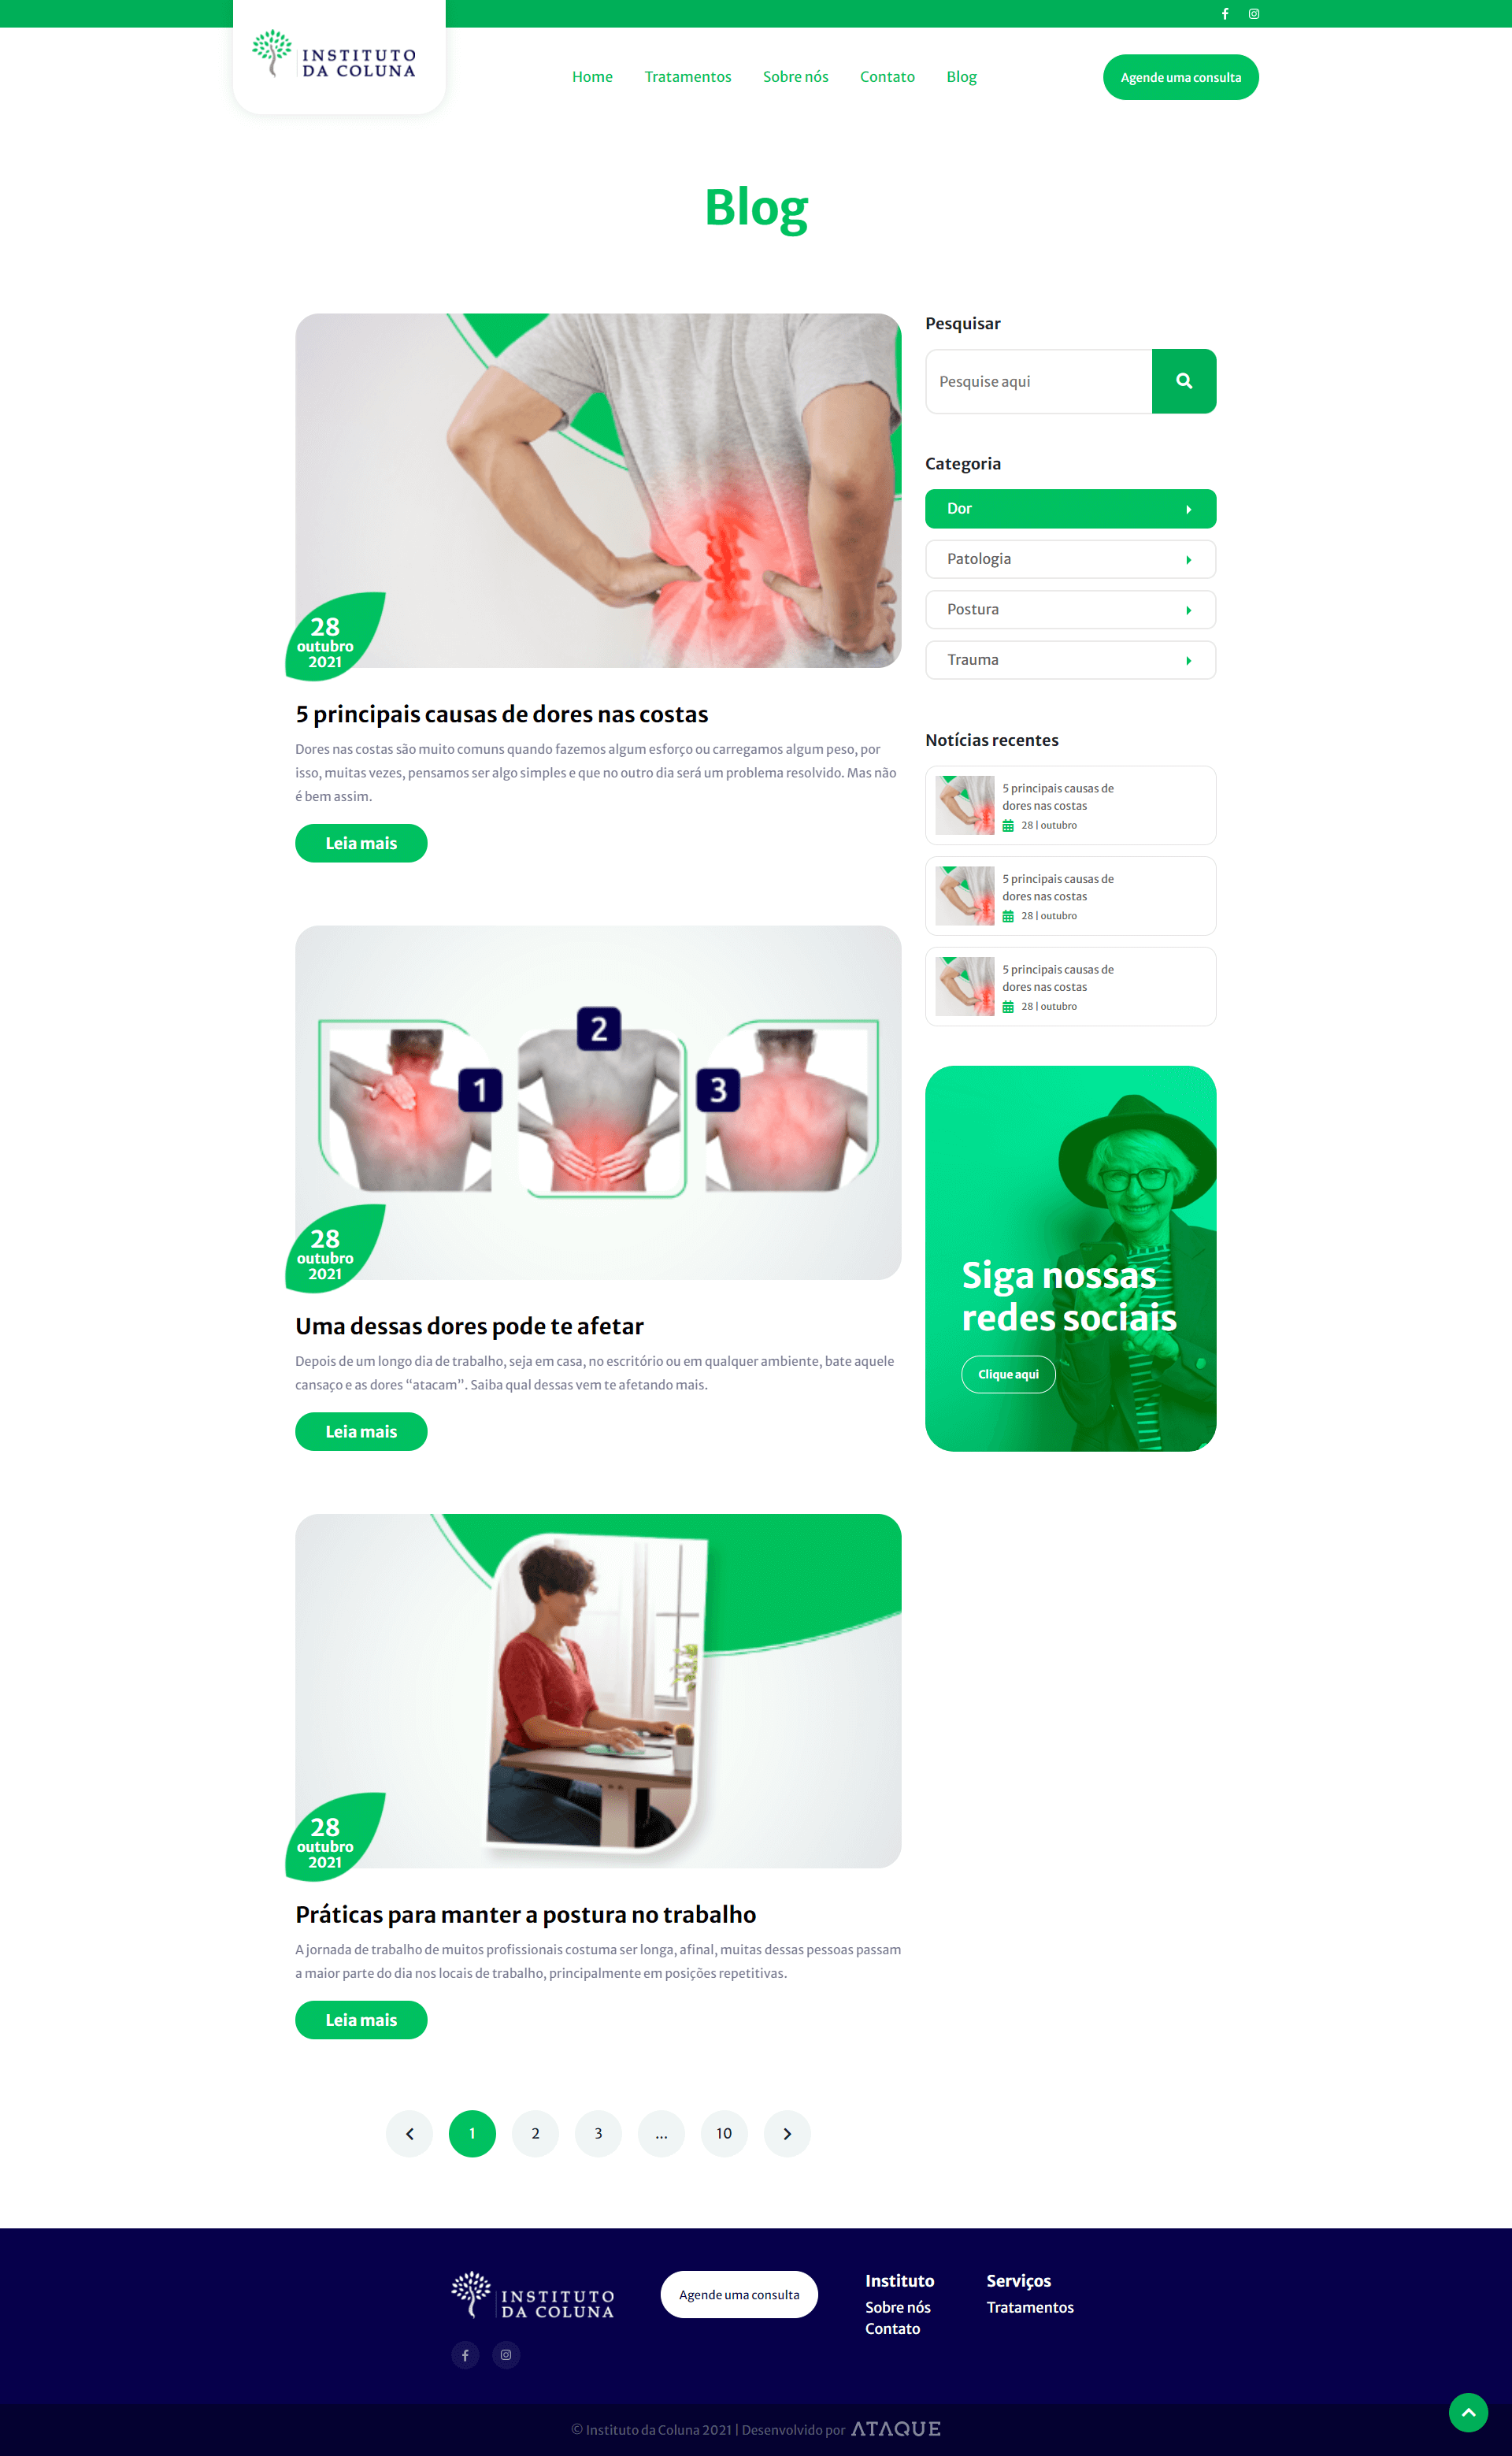 INSTITUTO
DA COLUNA
Home
Tratamentos
Sobre nós
Contato
Blog
Agende uma consulta
Blog
28
outubro
2021
5 principais causas de dores nas costas
Dores nas costas são muito comuns quando fazemos algum esforço ou carregamos algum peso, por
isso, muitas vezes, pensamos ser algo simples e que no outro dia será um problema resolvido. Mas não
é bem assim.
Leia mais
1
2
3
28
outubro
2021
Uma dessas dores pode te afetar
Depois de um longo dia de trabalho, seja em casa, no escritório ou em qualquer ambiente, bate aquele
cansaço e as dores “atacam”. Saiba qual dessas vem te afetando mais.
Leia mais
28
outubro
2021
Práticas para manter a postura no trabalho
A jornada de trabalho de muitos profissionais costuma ser longa, afinal, muitas dessas pessoas passam
a maior parte do dia nos locais de trabalho, principalmente em posições repetitivas.
Leia mais
1
2
3
...
10
Pesquisar
Pesquise aqui
Categoria
Dor
Patologia
Postura
Trauma
Notícias recentes
5 principais causas de
dores nas costas
28 | outubro
5 principais causas de
dores nas costas
28 | outubro
5 principais causas de
dores nas costas
28 | outubro
Siga nossas
redes sociais
Clique aqui
INSTITUTO
DA COLUNA
Agende uma consulta
Instituto
Sobre nós
Contato
Serviços
Tratamentos
© Instituto da Coluna 2021 | Desenvolvido por ATAQUE